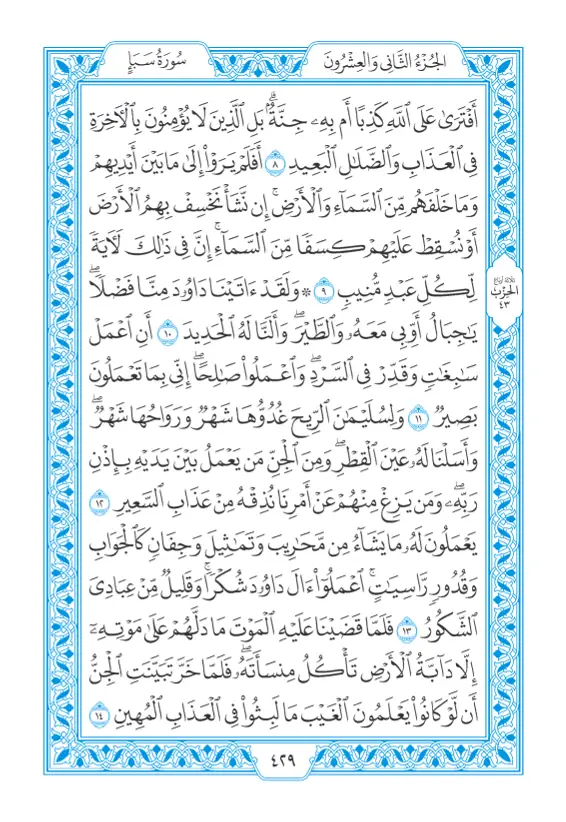 الجُزْءُ الثَّانِي وَالعِشْرُونَ
سُورَةُ سَبَإٍ
أَفْتَرَىٰ عَلَى ٱللَّهِ كَذِبًا أَم بِهِۦ جِنَّةٌۗ بَلِ ٱلَّذِينَ لَا يُؤْمِنُونَ بِٱلْأَخِرَةِ
فِي ٱلْعَذَابِ وَٱلضَّلَٰلِ ٱلْبَعِيدِ ٨ أَفَلَمْ يَرَوْا۟ إِلَىٰ مَا بَيْنَ أَيْدِيهِمْ
وَمَا خَلْفَهُم مِّنَ ٱلسَّمَآءِ وَٱلْأَرْضِۚ إِن نَّشَأْ نَخْسِفْ بِهِمُ ٱلْأَرْضَ
أَوْ نُسْقِطْ عَلَيْهِمْ كِسَفًا مِّنَ ٱلسَّمَآءِۚ إِنَّ فِي ذَٰلِكَ لَأَيَةً
لِّكُلِّ عَبْدٍ مُّنِيبٍ ٩ ۞ وَلَقَدْ ءَاتَيْنَا دَاوُۥدَ مِنَّا فَضْلًاۖ
يَٰجِبَالُ أَوِّبِي مَعَهُۥ وَٱلطَّيْرَۖ وَأَلَنَّا لَهُ ٱلْحَدِيدَ ١٠ أَنِ ٱعْمَلْ
سَٰبِغَٰتٍ وَقَدِّرْ فِي ٱلسَّرْدِۖ وَٱعْمَلُوا۟ صَٰلِحًاۖ إِنِّي بِمَا تَعْمَلُونَ
بَصِيرٌ ١١ وَلِسُلَيْمَٰنَ ٱلرِّيحَ غُدُوُّهَا شَهْرٌ وَرَوَاحُهَا شَهْرٌۖ
وَأَسَلْنَا لَهُۥ عَيْنَ ٱلْقِطْرِۖ وَمِنَ ٱلْجِنِّ مَن يَعْمَلُ بَيْنَ يَدَيْهِ بِإِذْنِ
رَبِّهِۦۖ وَمَن يَزِغْ مِنْهُمْ عَنْ أَمْرِنَا نُذِقْهُ مِنْ عَذَابِ ٱلسَّعِيرِ ١٢
يَعْمَلُونَ لَهُۥ مَا يَشَآءُ مِن مَّحَٰرِيبَ وَتَمَٰثِيلَ وَجِفَانٍ كَٱلْجَوَابِ
وَقُدُورٍ رَّاسِيَٰتٍۚ ٱعْمَلُوٓا۟ ءَالَ دَاوُۥدَ شُكْرًاۚ وَقَلِيلٌ مِّنْ عِبَادِيَ
ٱلشَّكُورُ ١٣ فَلَمَّا قَضَيْنَا عَلَيْهِ ٱلْمَوْتَ مَا دَلَّهُمْ عَلَىٰ مَوْتِهِۦٓ
إِلَّا دَآبَّةُ ٱلْأَرْضِ تَأْكُلُ مِنسَأَتَهُۥۖ فَلَمَّا خَرَّ تَبَيَّنَتِ ٱلْجِنُّ
أَن لَّوْ كَانُوا۟ يَعْلَمُونَ ٱلْغَيْبَ مَا لَبِثُوا۟ فِي ٱلْعَذَابِ ٱلْمُهِينِ ١٤
ثلاثة أرباع
الحزب
٤٣
٤٢٩